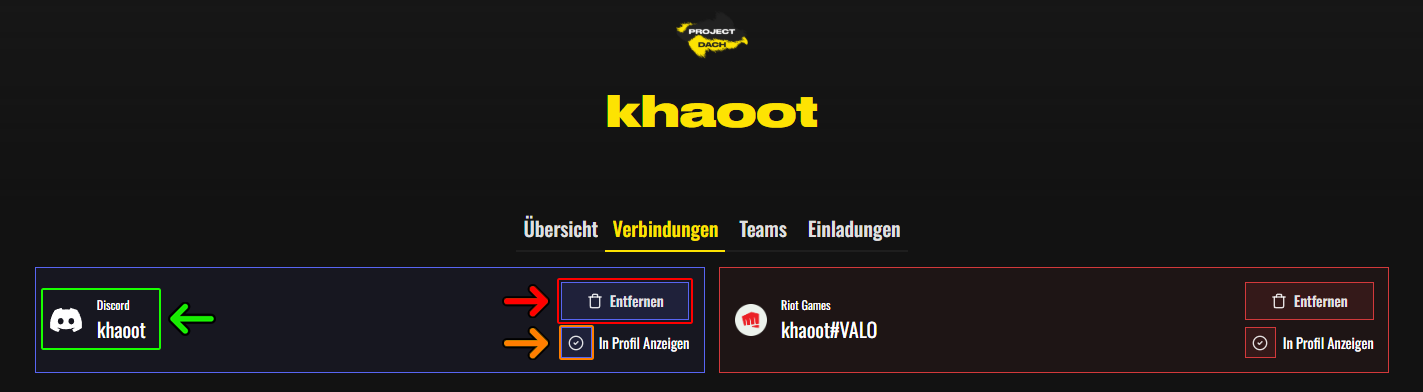 PROJECT
DACH
khaoot
Übersicht Verbindungen Teams Einladungen
Discord
khaoot
Entfernen
In Profil Anzeigen
Riot Games
khaoot#VALO
Entfernen
In Profil Anzeigen